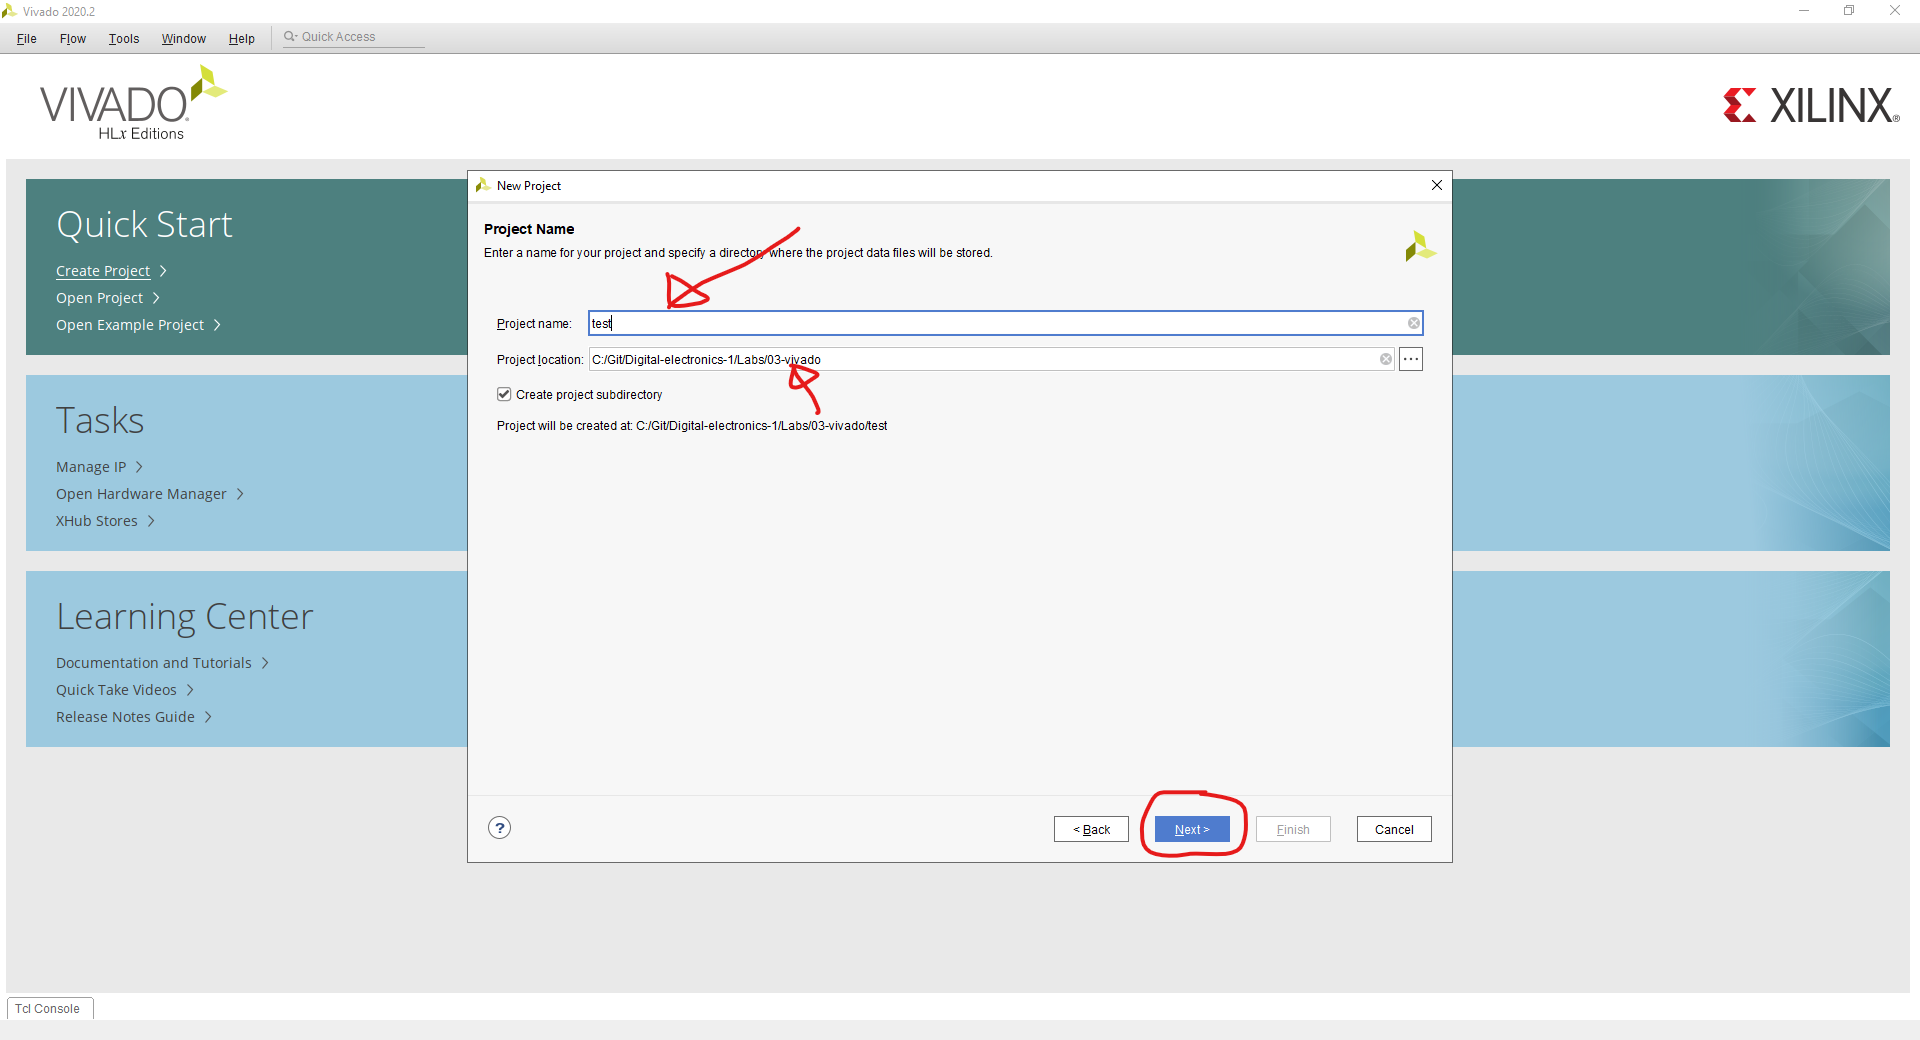 Vivado 2020.2
File Flow Tools Window Help Quick Access
VIVADO.
HLx Editions
XILINX®
Quick Start
Create Project
Open Project
Open Example Project
Tasks
Manage IP
Open Hardware Manager
XHub Stores
Learning Center
Documentation and Tutorials
Quick Take Videos
Release Notes Guide
New Project
Project Name
Enter a name for your project and specify a directory where the project data files will be stored.
Project name: test
Project location: C:/Git/Digital-electronics-1/Labs/03-vivado ...
Create project subdirectory
Project will be created at: C:/Git/Digital-electronics-1/Labs/03-vivado/test
? < Back Next > Finish Cancel
Tcl Console